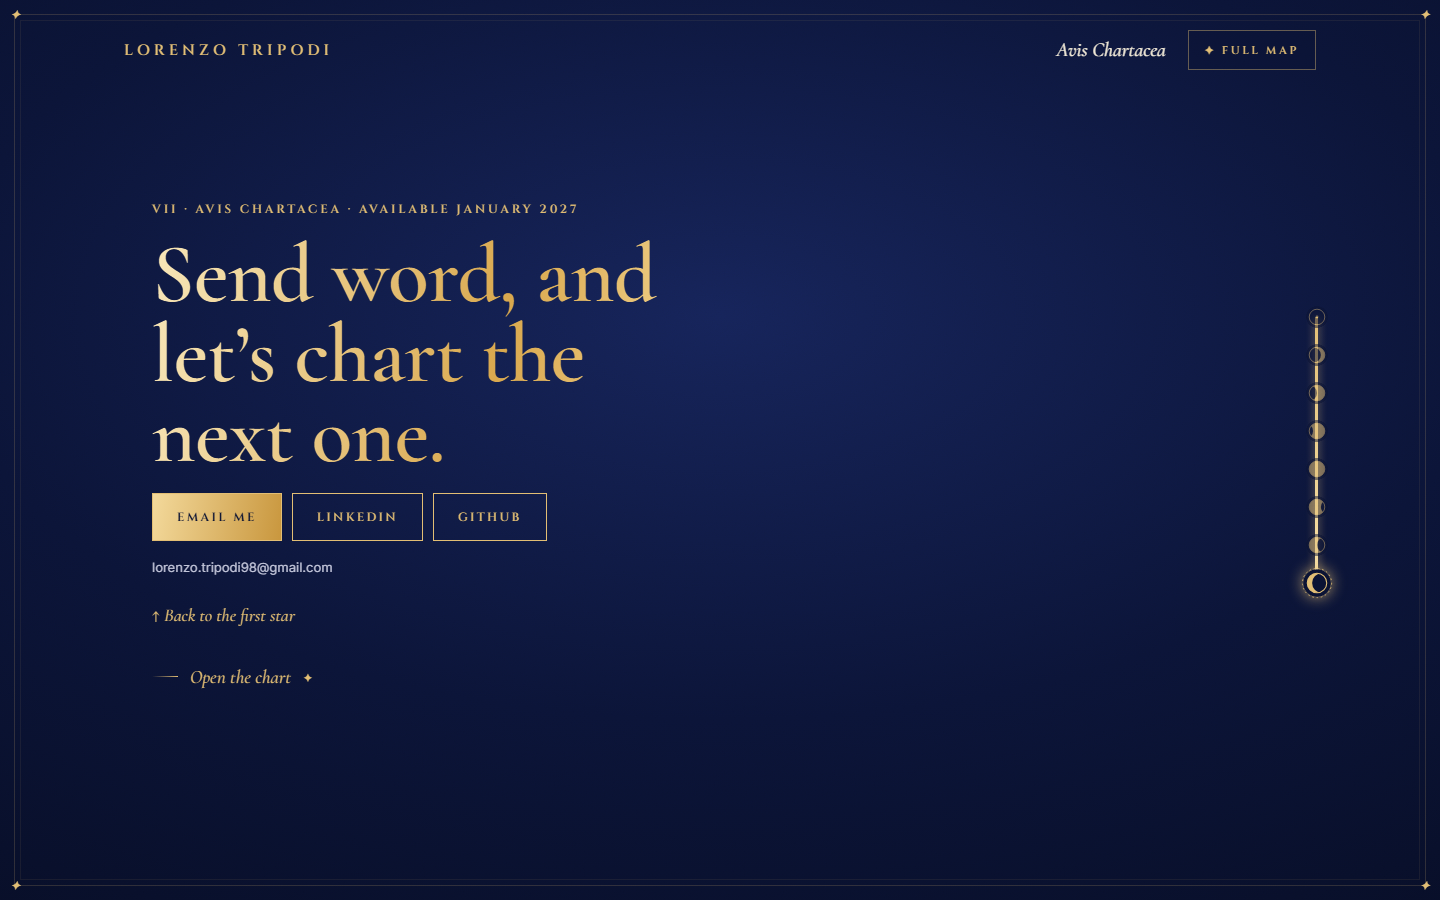 LORENZO TRIPODI
Avis Chartacea
✦ FULL MAP
VII · AVIS CHARTACEA · AVAILABLE JANUARY 2027
Send word, and
let’s chart the
next one.
EMAIL ME
LINKEDIN
GITHUB
lorenzo.tripodi98@gmail.com
↑ Back to the first star
Open the chart ✦